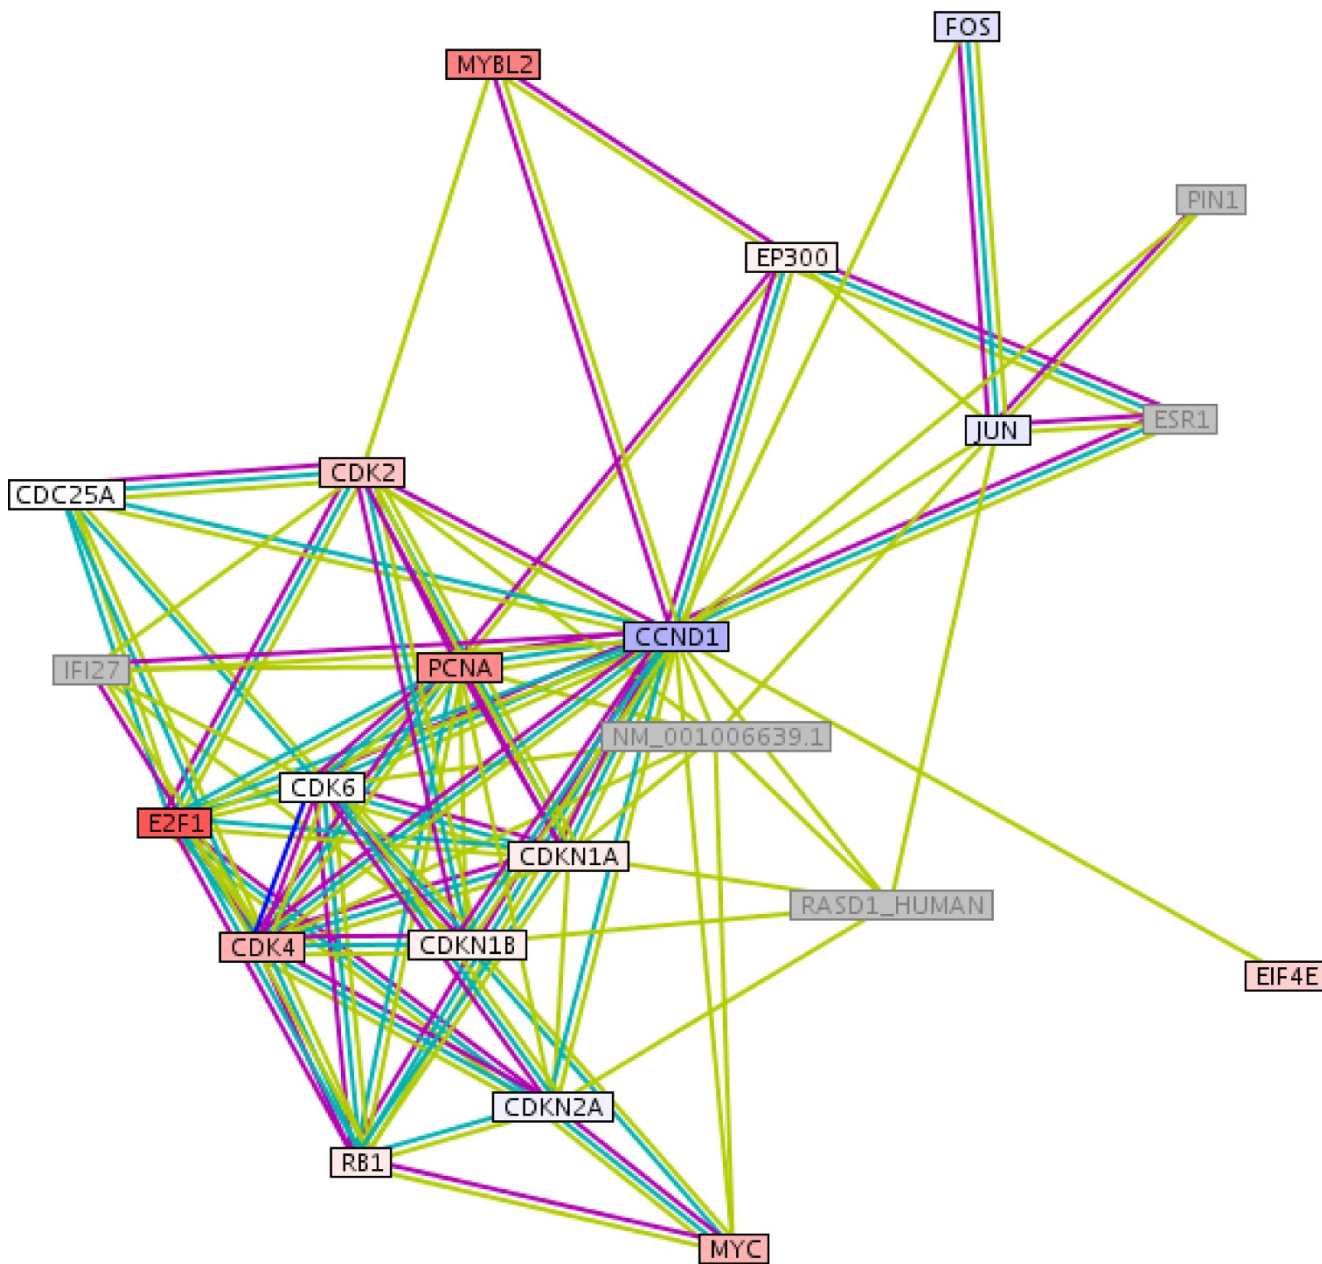 FOS
MYBL2
PIN1
EP300
ESR1
JUN
CDK2
CDC25A
CCND1
IFI27
PCNA
NM_001006639.1
CDK6
E2F1
CDKN1A
RASD1_HUMAN
CDK4
CDKN1B
EIF4E
CDKN2A
RB1
MYC